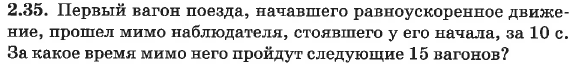 2.35. Первый вагон поезда, начавшего равноускоренное движе-
ние, прошел мимо наблюдателя, стоявшего у его начала, за 10 с.
За какое время мимо него пройдут следующие 15 вагонов?